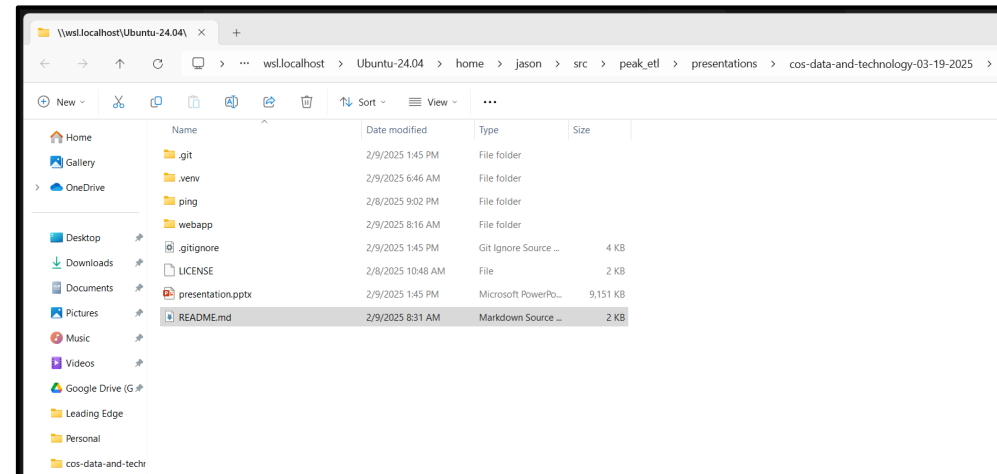 \\wsl.localhost\Ubuntu-24.04\
wsl.localhost > Ubuntu-24.04 > home > jason > src > peak_etl > presentations > cos-data-and-technology-03-19-2025 >
New Sort View
Name Date modified Type Size
.git 2/9/2025 1:45 PM File folder
.venv 2/9/2025 6:46 AM File folder
ping 2/8/2025 9:02 PM File folder
webapp 2/9/2025 8:16 AM File folder
.gitignore 2/9/2025 1:45 PM Git Ignore Source ... 4 KB
LICENSE 2/8/2025 10:48 AM File 2 KB
presentation.pptx 2/9/2025 1:45 PM Microsoft PowerPo... 9,151 KB
README.md 2/9/2025 8:31 AM Markdown Source ... 2 KB
Home
Gallery
OneDrive
Desktop
Downloads
Documents
Pictures
Music
Videos
Google Drive (G
Leading Edge
Personal
cos-data-and-techr